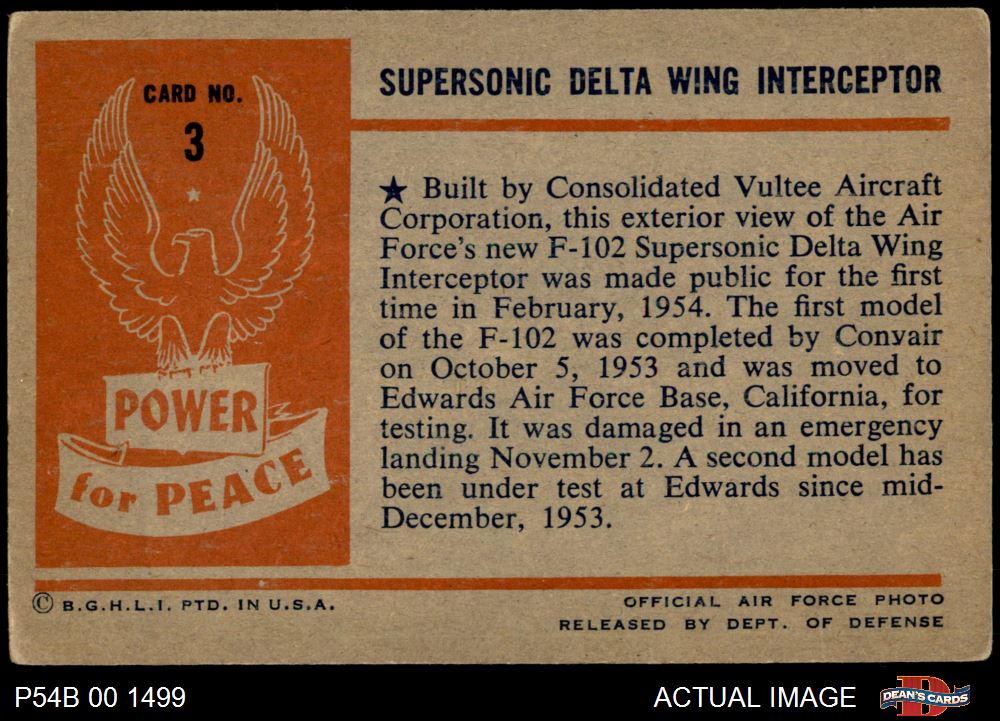 CARD NO.
3
POWER
for PEACE
SUPERSONIC DELTA WING INTERCEPTOR
★ Built by Consolidated Vultee Aircraft
Corporation, this exterior view of the Air
Force's new F-102 Supersonic Delta Wing
Interceptor was made public for the first
time in February, 1954. The first model
of the F-102 was completed by Convair
on October 5, 1953 and was moved to
Edwards Air Force Base, California, for
testing. It was damaged in an emergency
landing November 2. A second model has
been under test at Edwards since mid-
December, 1953.
© B.G.H.L.I. PTD. IN U.S.A.
OFFICIAL AIR FORCE PHOTO
RELEASED BY DEPT. OF DEFENSE
P54B 00 1499
ACTUAL IMAGE
DEAN'S CARDS